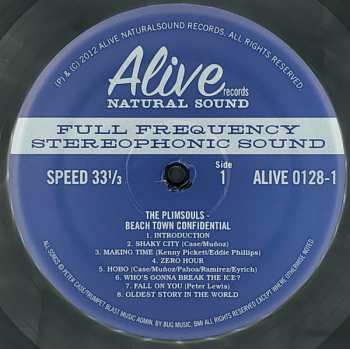 (P) & (C) 2012 ALIVE NATURALSOUND RECORDS. ALL RIGHTS RESERVED.
Alive
records
NATURAL SOUND
FULL FREQUENCY
STEREOPHONIC SOUND
SPEED 33 1/3
Side
1
ALIVE 0128-1
THE PLIMSOULS -
BEACH TOWN CONFIDENTIAL
1. INTRODUCTION
2. SHAKY CITY (Case/Muñoz)
3. MAKING TIME (Kenny Pickett/Eddie Phillips)
4. ZERO HOUR
5. HOBO (Case/Muñoz/Pahoa/Ramirez/Eyrich)
6. WHO'S GONNA BREAK THE ICE?
7. FALL ON YOU (Peter Lewis)
8. OLDEST STORY IN THE WORLD
ALL SONGS © PETER CASE/TRUMPET BLAST MUSIC ADMIN. BY BUG MUSIC, BMI ALL RIGHTS RESERVED EXCEPT WHERE OTHERWISE NOTED